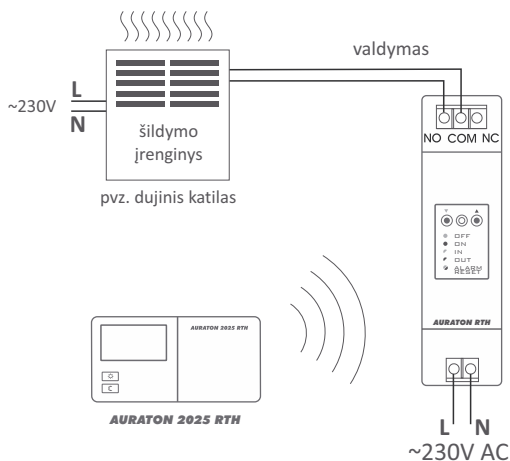 valdymas
L
~230V
N
šildymo
įrenginys
pvz. dujinis katilas
NO COM NC
OFF
ON
IN
OUT
ALARM
RESET
AURATON RTH
AURATON 2025 RTH
C
AURATON 2025 RTH
L N
~230V AC